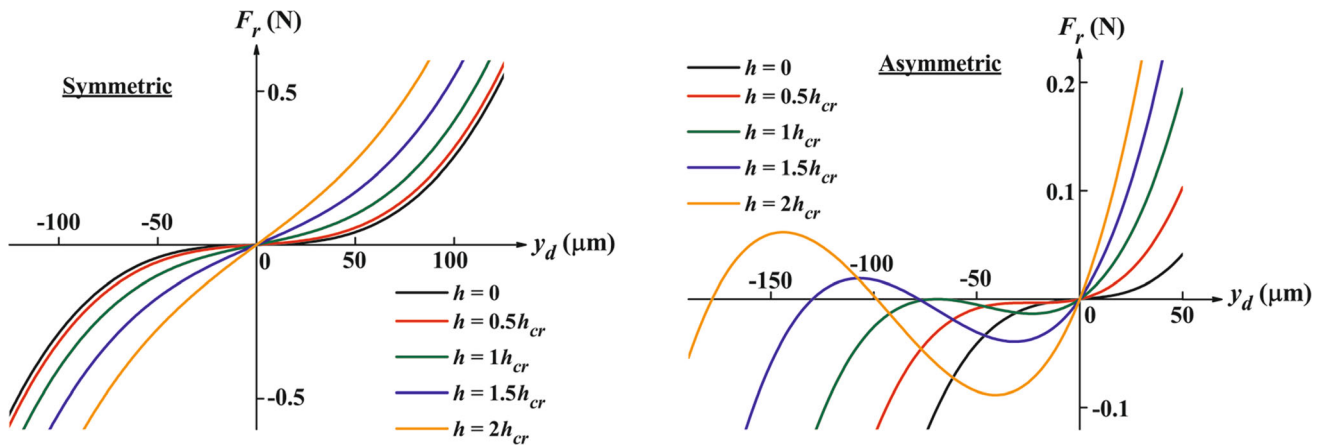 F_r (N)
Symmetric
0.5
-100
-50
0
50
100
y_d (μm)
h = 0
h = 0.5h_cr
h = 1h_cr
h = 1.5h_cr
h = 2h_cr
-0.5
F_r (N)
h = 0
h = 0.5h_cr
h = 1h_cr
h = 1.5h_cr
h = 2h_cr
Asymmetric
0.2
0.1
-150
-100
-50
0
50
y_d (μm)
-0.1